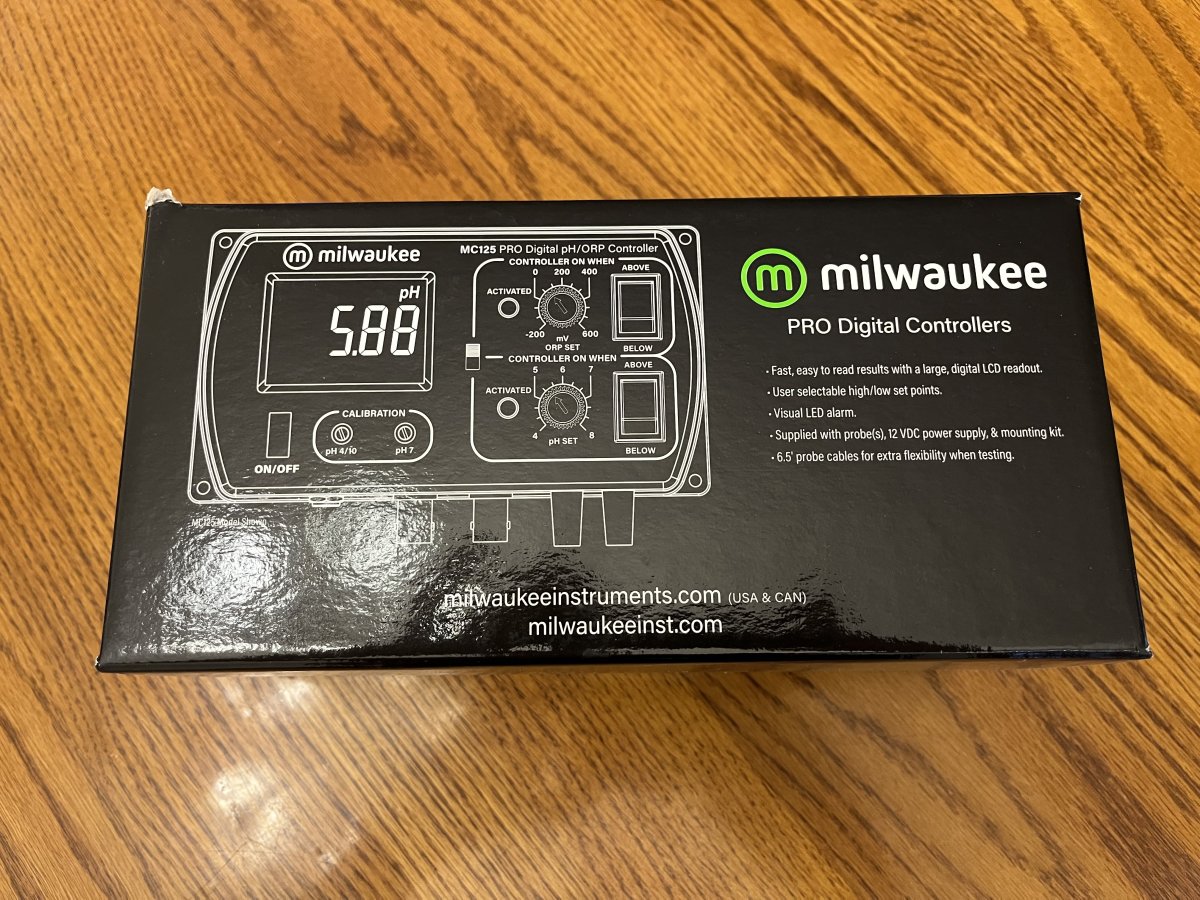 m milwaukee
MC125 PRO Digital pH/ORP Controller
pH
5.88
CONTROLLER ON WHEN
0 200 400
ACTIVATED
-200 600
mV
ORP SET
ABOVE
BELOW
CONTROLLER ON WHEN
5 6 7
ACTIVATED
4 8
pH SET
ABOVE
BELOW
CALIBRATION
pH 4/10 pH 7
ON/OFF
MC125 Model Shown
m milwaukee
PRO Digital Controllers
• Fast, easy to read results with a large, digital LCD readout.
• User selectable high/low set points.
• Visual LED alarm.
• Supplied with probe(s), 12 VDC power supply, & mounting kit.
• 6.5' probe cables for extra flexibility when testing.
milwaukeeinstruments.com (USA & CAN)
milwaukeeinst.com